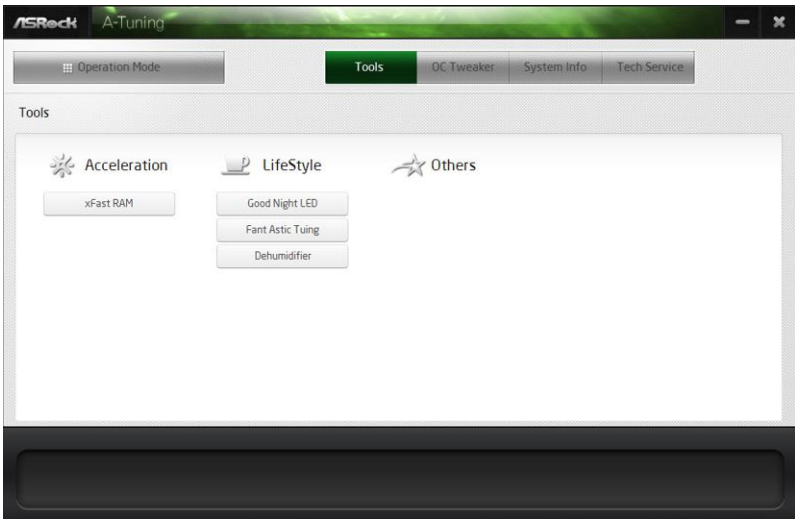 ASRock A-Tuning
Operation Mode Tools OC Tweaker System Info Tech Service
Tools
Acceleration LifeStyle Others
xFast RAM Good Night LED
Fant Astic Tuing
Dehumidifier